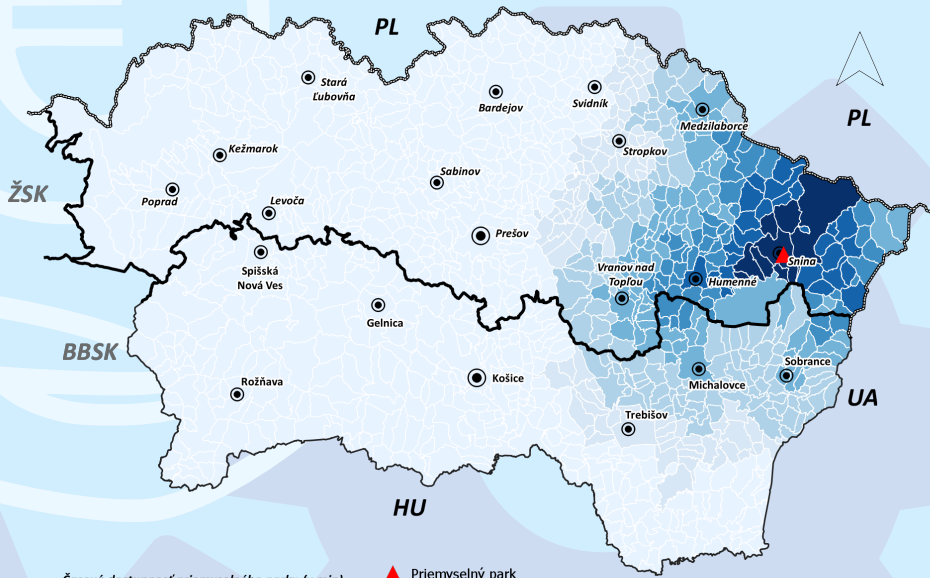 PL
Stará
Ľubovňa
Bardejov
Svidník
Medzilaborce
PL
Stropkov
Kežmarok
Sabinov
ŽSK
Poprad
Levoča
Prešov
Snina
Spišská
Nová Ves
Vranov nad
Topľou
Humenné
Gelnica
BBSK
Sobrance
Rožňava
Košice
Michalovce
UA
Trebišov
HU
Priemyselný park